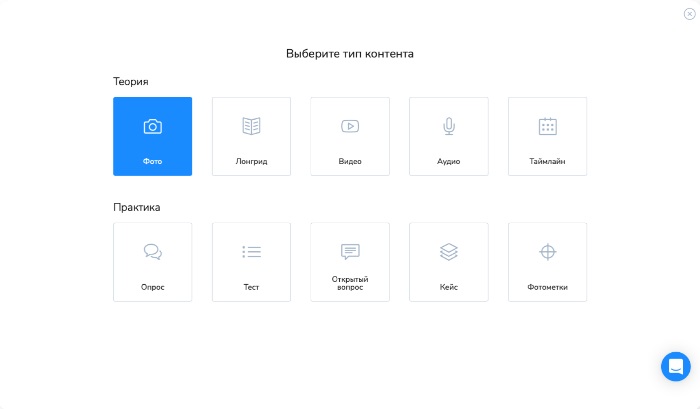 Выберите тип контента
Теория
Фото
Лонгрид
Видео
Аудио
Таймлайн
Практика
Опрос
Тест
Открытый
вопрос
Кейс
Фотометки